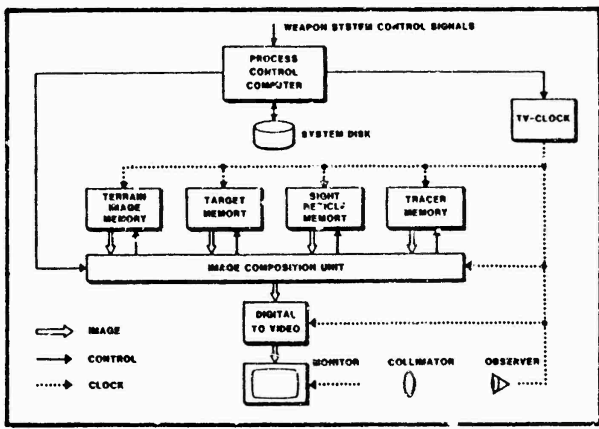 WEAPON SYSTEM CONTROL SIGNALS
PROCESS
CONTROL
COMPUTER
SYSTEM DISK
TV-CLOCK
TERRAIN
IMAGE
MEMORY
TARGET
MEMORY
SIGHT
RETICLE
MEMORY
TRACER
MEMORY
IMAGE COMPOSITION UNIT
DIGITAL
TO VIDEO
IMAGE
CONTROL
CLOCK
MONITOR
COLLIMATOR
OBSERVER